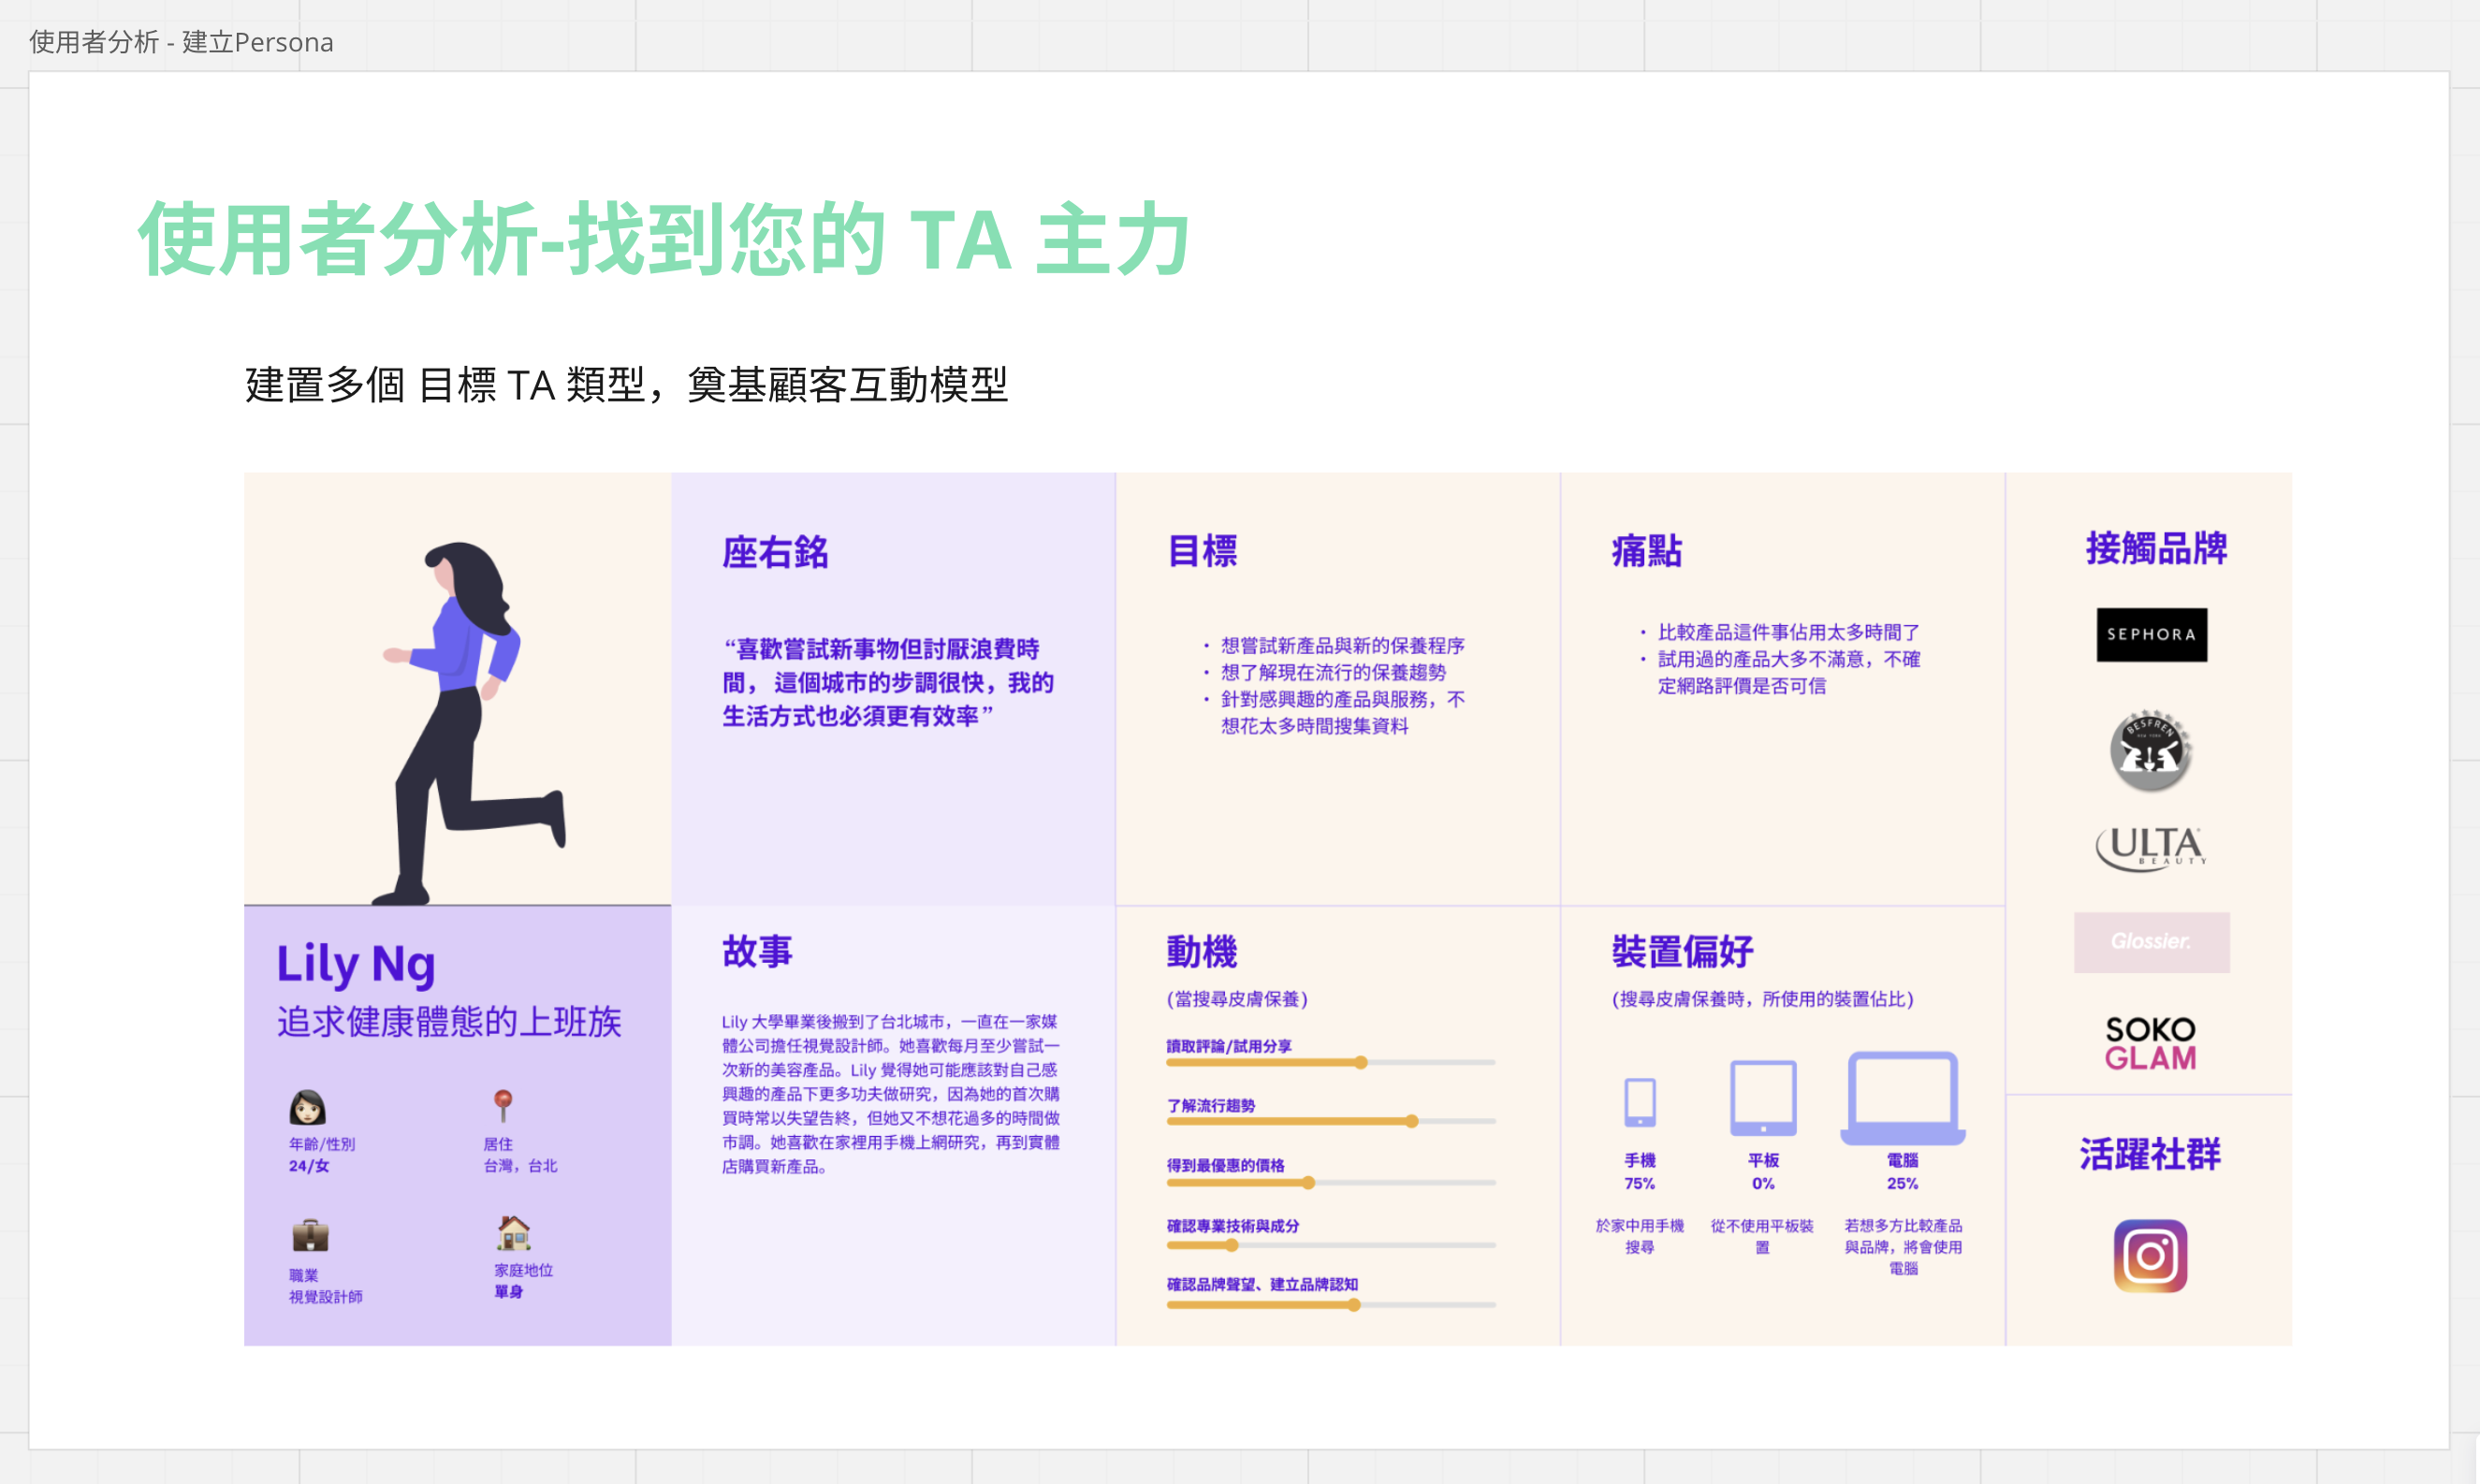 使用者分析 - 建立Persona
使用者分析-找到您的 TA 主力
建置多個 目標 TA 類型，奠基顧客互動模型
座右銘
“喜歡嘗試新事物但討厭浪費時
間， 這個城市的步調很快，我的
生活方式也必須更有效率”
目標
• 想嘗試新產品與新的保養程序
• 想了解現在流行的保養趨勢
• 針對感興趣的產品與服務，不
想花太多時間搜集資料
痛點
• 比較產品這件事佔用太多時間了
• 試用過的產品大多不滿意，不確
定網路評價是否可信
接觸品牌
SEPHORA
BESFREN
NEW YORK
ULTA
BEAUTY
Glossier.
SOKO
GLAM
Lily Ng
追求健康體態的上班族
年齡/性別
24/女
居住
台灣，台北
職業
視覺設計師
家庭地位
單身
故事
Lily 大學畢業後搬到了台北城市，一直在一家媒
體公司擔任視覺設計師。她喜歡每月至少嘗試一
次新的美容產品。Lily 覺得她可能應該對自己感
興趣的產品下更多功夫做研究，因為她的首次購
買時常以失望告終，但她又不想花過多的時間做
市調。她喜歡在家裡用手機上網研究，再到實體
店購買新產品。
動機
(當搜尋皮膚保養)
讀取評論/試用分享
了解流行趨勢
得到最優惠的價格
確認專業技術與成分
確認品牌聲望、建立品牌認知
裝置偏好
(搜尋皮膚保養時，所使用的裝置佔比)
手機
75%
於家中用手機
搜尋
平板
0%
從不使用平板裝
置
電腦
25%
若想多方比較產品
與品牌，將會使用
電腦
活躍社群